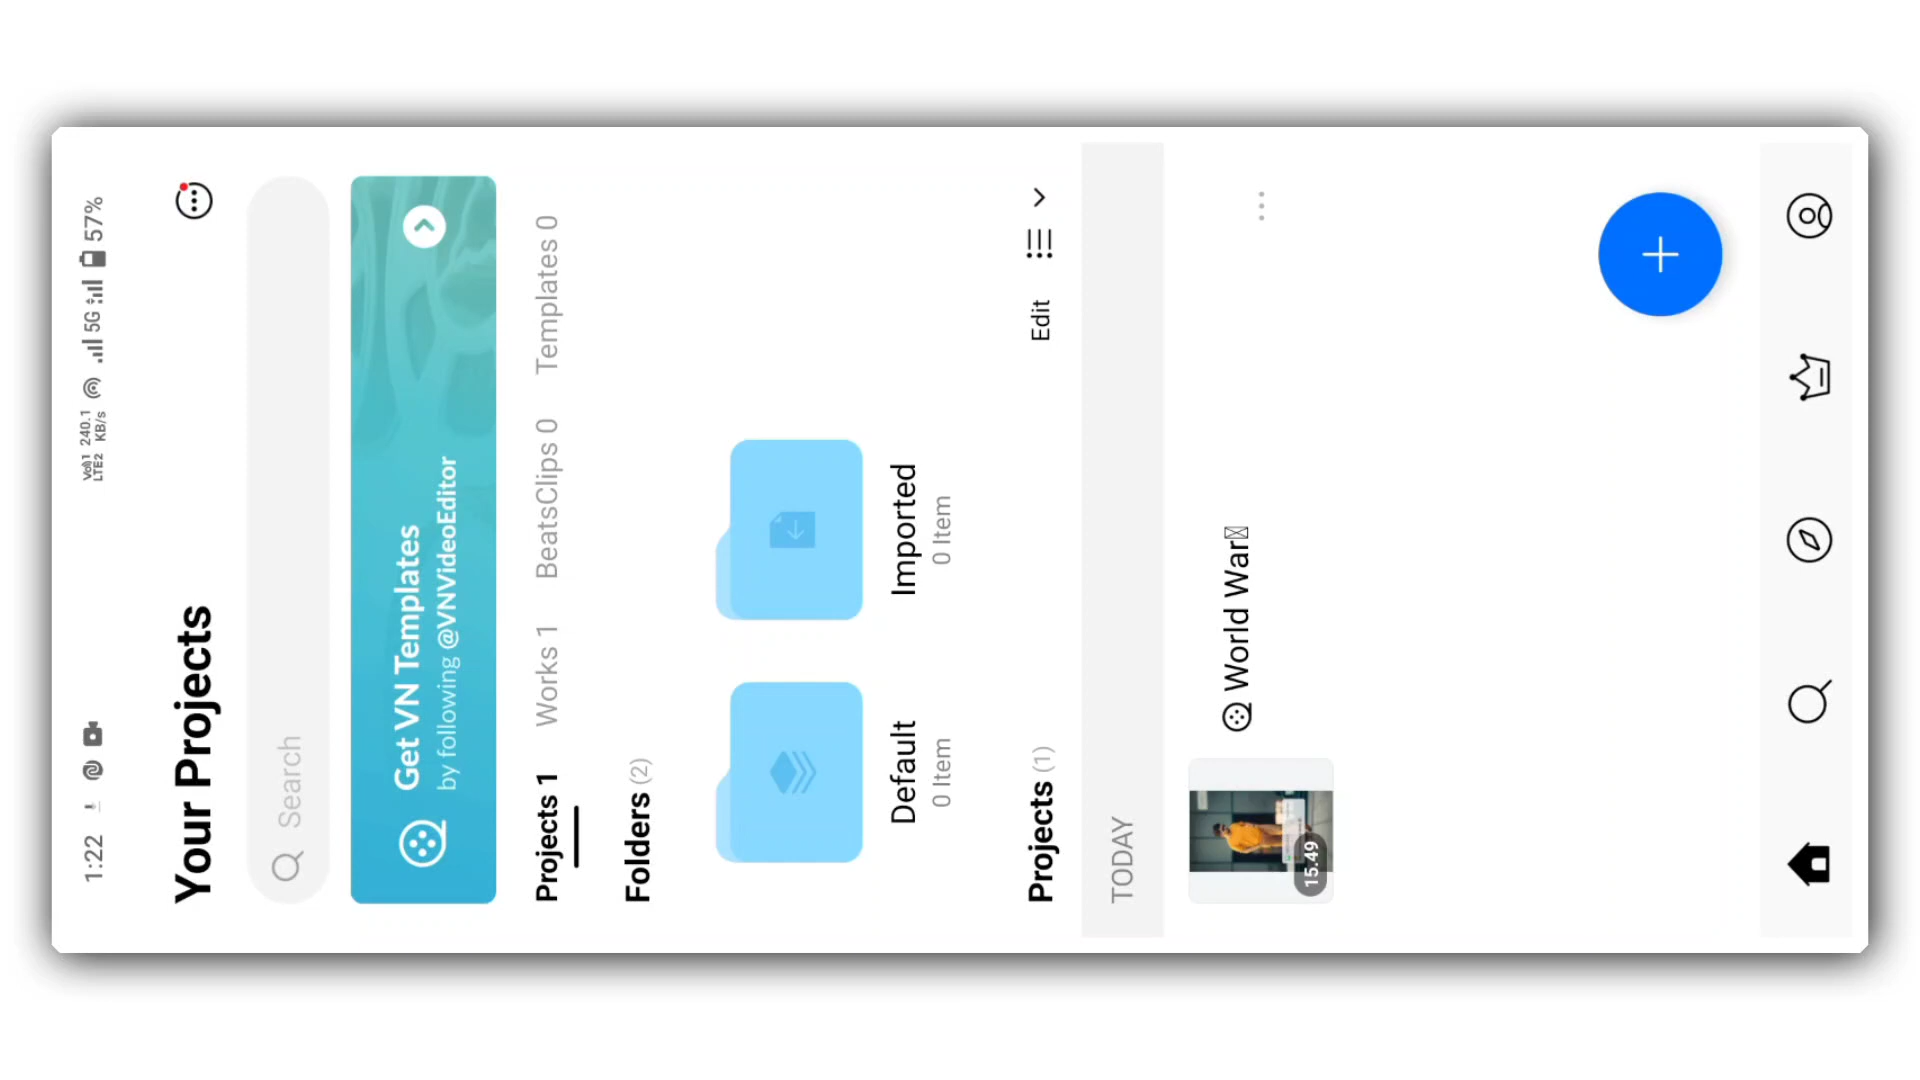 1:22
Vo)) 1 LTE2
240.1 KB/s
5G
57%
Your Projects
Search
Get VN Templates
by following @VNVideoEditor
Projects 1 Works 1 BeatsClips 0 Templates 0
Folders (2)
Default
0 Item
Imported
0 Item
Projects (1) Edit
TODAY
World War
15.49